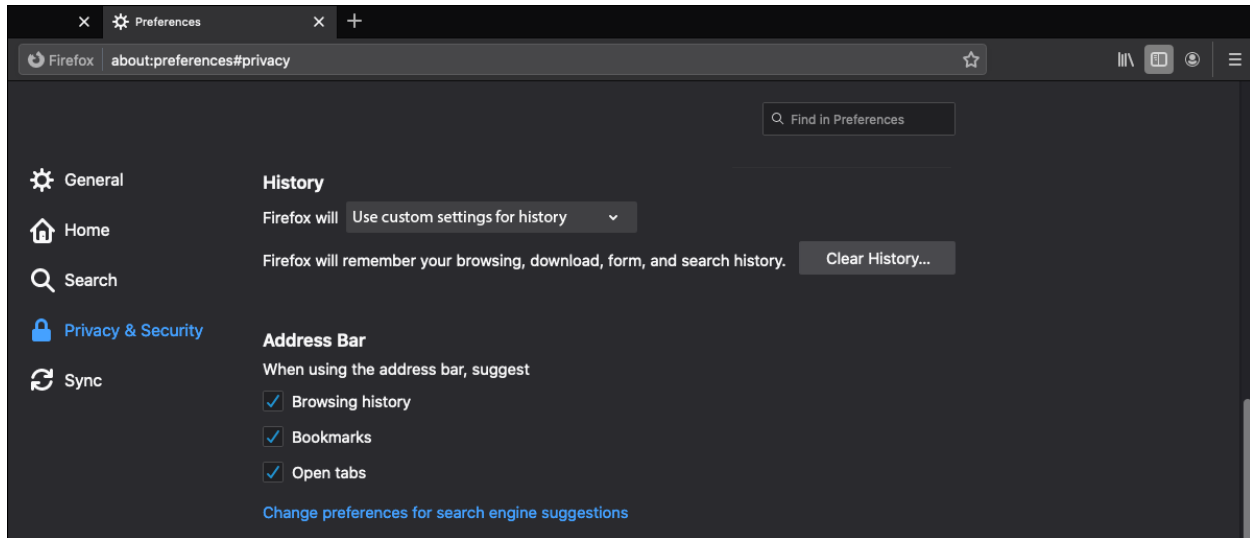 Preferences
Firefox about:preferences#privacy
Find in Preferences
General
Home
Search
Privacy & Security
Sync
History
Firefox will Use custom settings for history
Firefox will remember your browsing, download, form, and search history. Clear History...
Address Bar
When using the address bar, suggest
Browsing history
Bookmarks
Open tabs
Change preferences for search engine suggestions